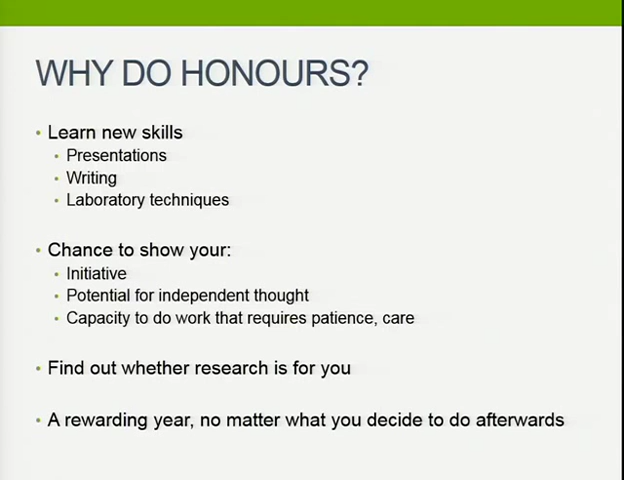 WHY DO HONOURS?
• Learn new skills
• Presentations
• Writing
• Laboratory techniques
• Chance to show your:
• Initiative
• Potential for independent thought
• Capacity to do work that requires patience, care
• Find out whether research is for you
• A rewarding year, no matter what you decide to do afterwards